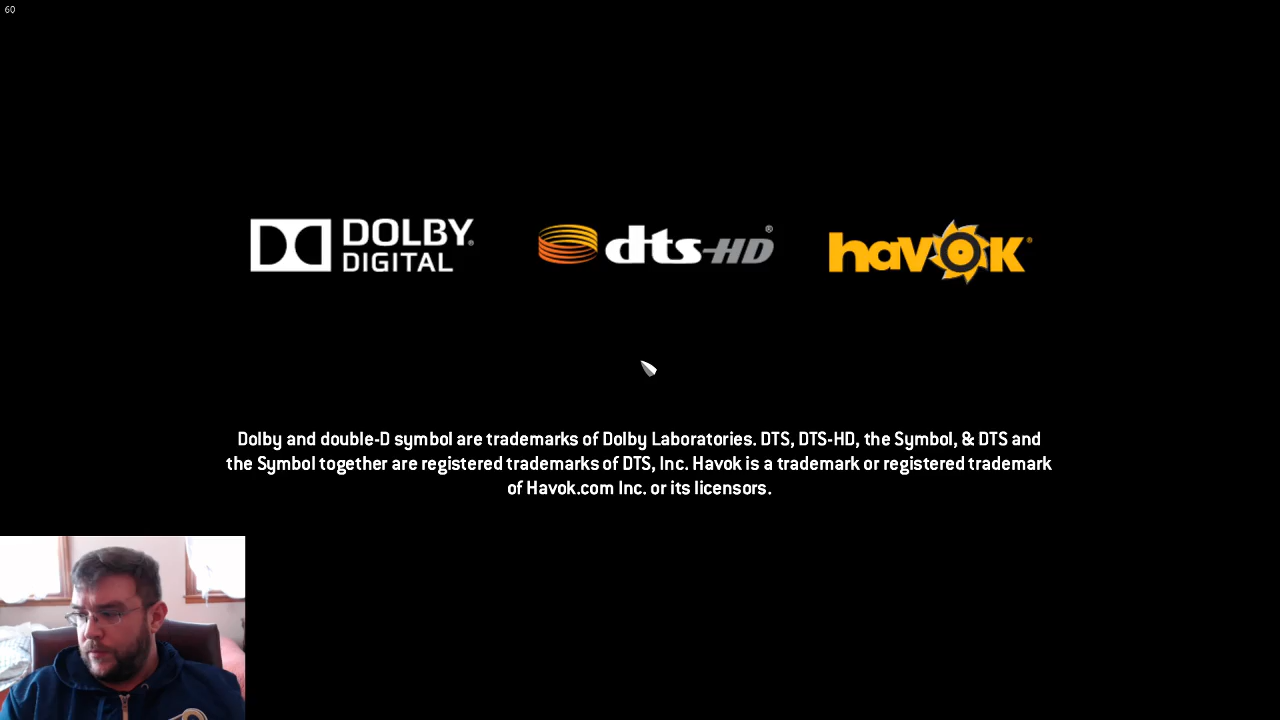 60
DOLBY®
DIGITAL
dts-HD®
havok®
Dolby and double-D symbol are trademarks of Dolby Laboratories. DTS, DTS-HD, the Symbol, & DTS and
the Symbol together are registered trademarks of DTS, Inc. Havok is a trademark or registered trademark
of Havok.com Inc. or its licensors.